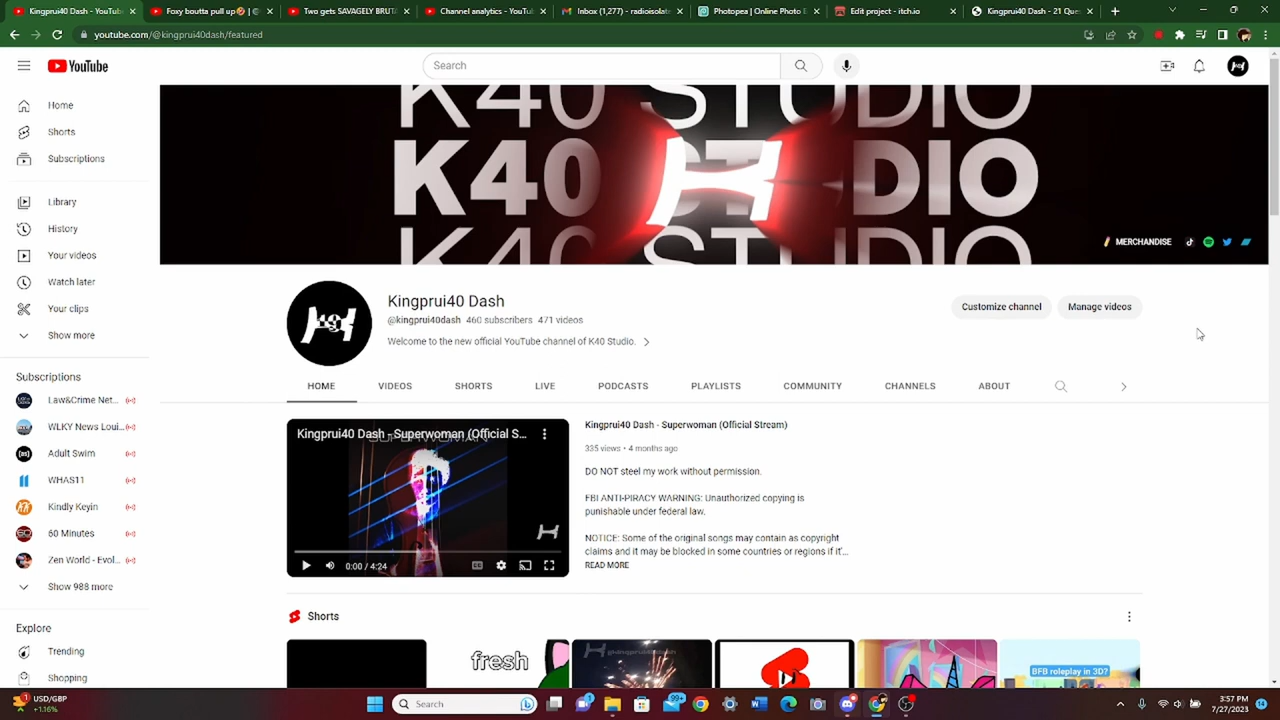 Kingprui40 Dash - YouTube
Foxy boutta pull up
Two gets SAVAGELY BRUT
Channel analytics - YouTube
Inbox (1,277) - radioisolate
Photopea | Online Photo E
Edit project - itch.io
Kingprui40 Dash - 21 Que
youtube.com/@kingprui40dash/featured
YouTube
Search
Home
Shorts
Subscriptions
Library
History
Your videos
Watch later
Your clips
Show more
Subscriptions
Law&Crime Net...
WLKY News Loui...
Adult Swim
WHAS11
Kindly Keyin
60 Minutes
Zen World - Evol...
Show 988 more
Explore
Trending
Shopping
K40 STUDIO
K40 STUDIO
K40 STUDIO
MERCHANDISE
Kingprui40 Dash
@kingprui40dash 460 subscribers 471 videos
Welcome to the new official YouTube channel of K40 Studio.
Customize channel
Manage videos
HOME
VIDEOS
SHORTS
LIVE
PODCASTS
PLAYLISTS
COMMUNITY
CHANNELS
ABOUT
Kingprui40 Dash - Superwoman (Official S...
SUPERWOMAN
0:00 / 4:24
Kingprui40 Dash - Superwoman (Official Stream)
335 views • 4 months ago
DO NOT steal my work without permission.
FBI ANTI-PIRACY WARNING: Unauthorized copying is
punishable under federal law.
NOTICE: Some of the original songs may contain as copyright
claims and it may be blocked in some countries or regions if it'...
READ MORE
Shorts
fresh
@kingprui40dash
BFB roleplay in 3D?
USD/GBP
+1.16%
Search
99+
3:57 PM
7/27/2023
14